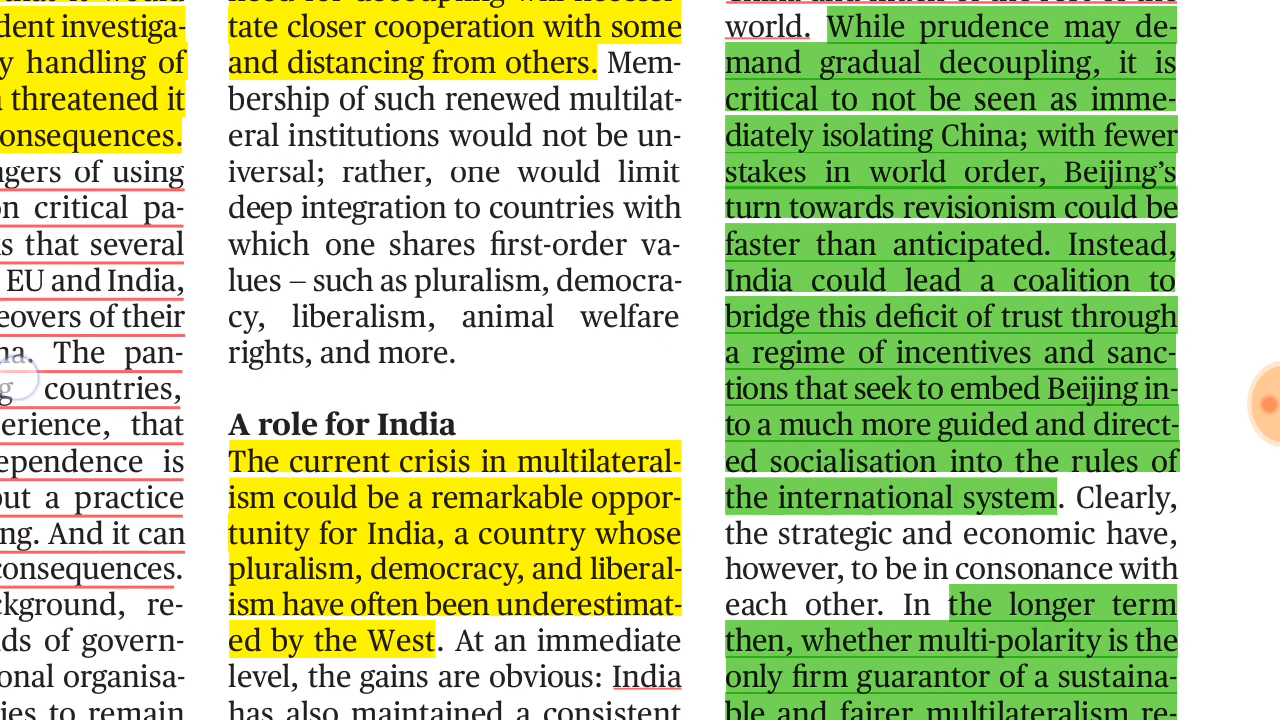 dent investiga-
y handling of
threatened it
onsequences.
gers of using
on critical pa-
s that several
EU and India,
eovers of their
na. The pan-
g countries,
erience, that
ependence is
but a practice
ng. And it can
consequences.
ckground, re-
ds of govern-
onal organisa-
ies to remain
tate closer cooperation with some
and distancing from others. Mem-
bership of such renewed multilat-
eral institutions would not be un-
iversal; rather, one would limit
deep integration to countries with
which one shares first-order va-
lues – such as pluralism, democra-
cy, liberalism, animal welfare
rights, and more.
A role for India
The current crisis in multilateral-
ism could be a remarkable oppor-
tunity for India, a country whose
pluralism, democracy, and liberal-
ism have often been underestimat-
ed by the West. At an immediate
level, the gains are obvious: India
has also maintained a consistent
world. While prudence may de-
mand gradual decoupling, it is
critical to not be seen as imme-
diately isolating China; with fewer
stakes in world order, Beijing's
turn towards revisionism could be
faster than anticipated. Instead,
India could lead a coalition to
bridge this deficit of trust through
a regime of incentives and sanc-
tions that seek to embed Beijing in-
to a much more guided and direct-
ed socialisation into the rules of
the international system. Clearly,
the strategic and economic have,
however, to be in consonance with
each other. In the longer term
then, whether multi-polarity is the
only firm guarantor of a sustaina-
ble and fairer multilateralism re-